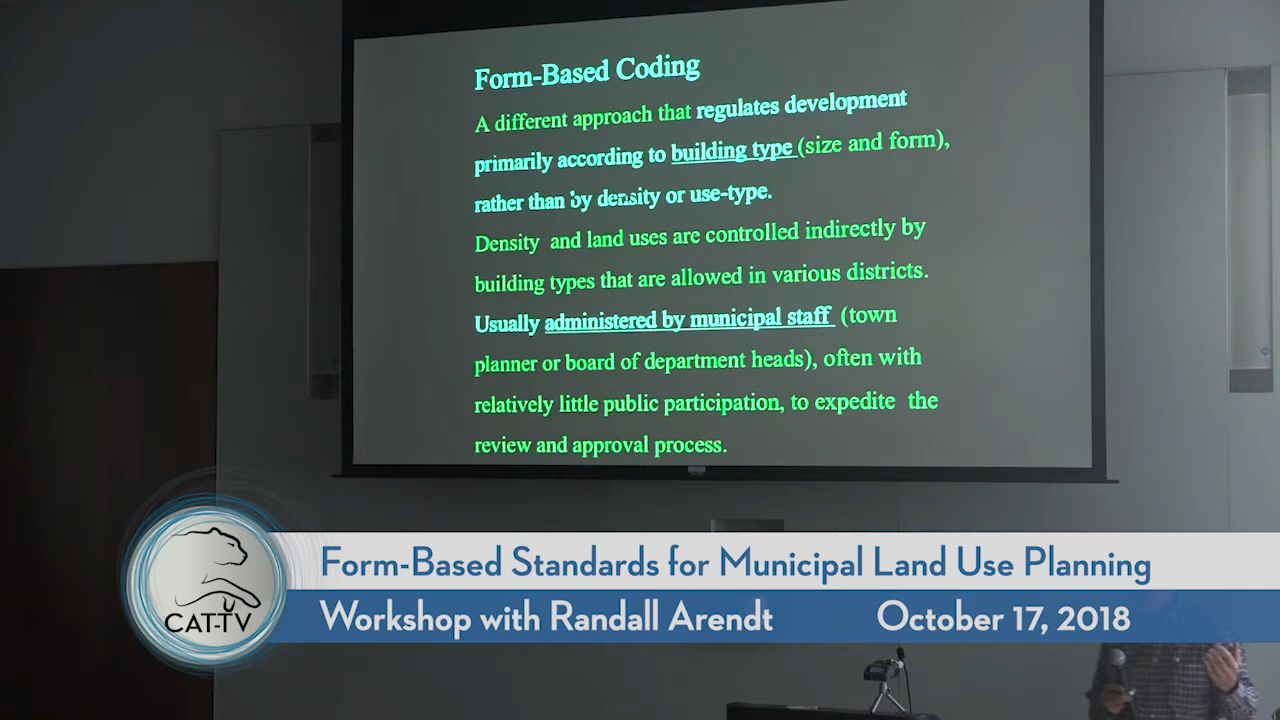 Form-Based Coding
A different approach that regulates development
primarily according to building type (size and form),
rather than by density or use-type.
Density and land uses are controlled indirectly by
building types that are allowed in various districts.
Usually administered by municipal staff (town
planner or board of department heads), often with
relatively little public participation, to expedite the
review and approval process.
Form-Based Standards for Municipal Land Use Planning
Workshop with Randall Arendt October 17, 2018
CAT-TV